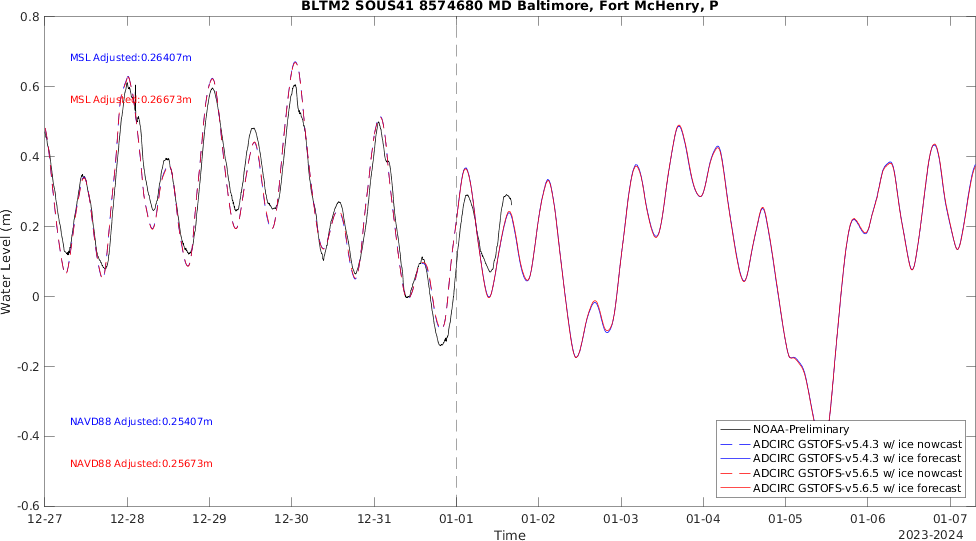 BLTM2 SOUS41 8574680 MD Baltimore, Fort McHenry, P
0.8
0.6
0.4
0.2
0
-0.2
-0.4
-0.6
Water Level (m)
MSL Adjusted:0.26407m
MSL Adjusted:0.26673m
NAVD88 Adjusted:0.25407m
NAVD88 Adjusted:0.25673m
NOAA-Preliminary
ADCIRC GSTOFS-v5.4.3 w/ ice nowcast
ADCIRC GSTOFS-v5.4.3 w/ ice forecast
ADCIRC GSTOFS-v5.6.5 w/ ice nowcast
ADCIRC GSTOFS-v5.6.5 w/ ice forecast
12-27 12-28 12-29 12-30 12-31 01-01 01-02 01-03 01-04 01-05 01-06 01-07
Time
2023-2024